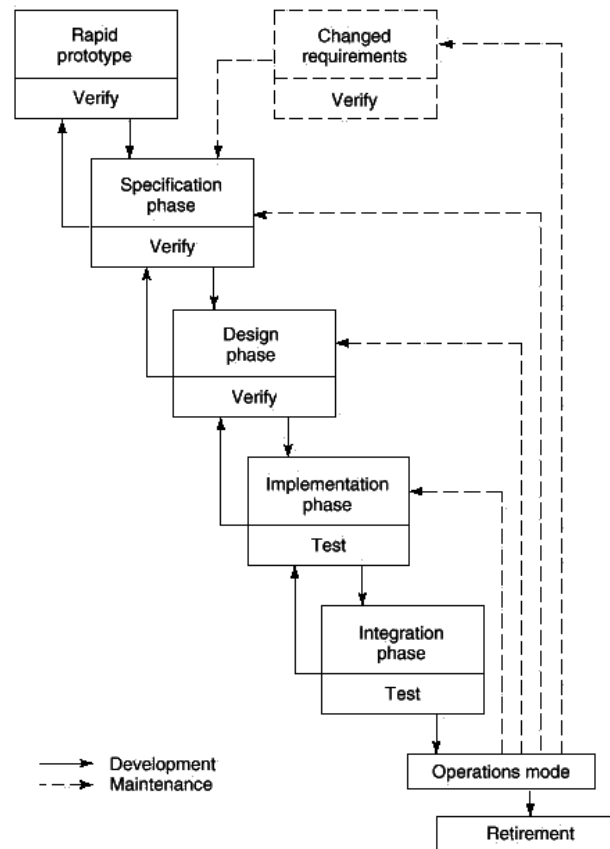 Rapid
prototype
Verify
Changed
requirements
Verify
Specification
phase
Verify
Design
phase
Verify
Implementation
phase
Test
Integration
phase
Test
Development
Maintenance
Operations mode
Retirement